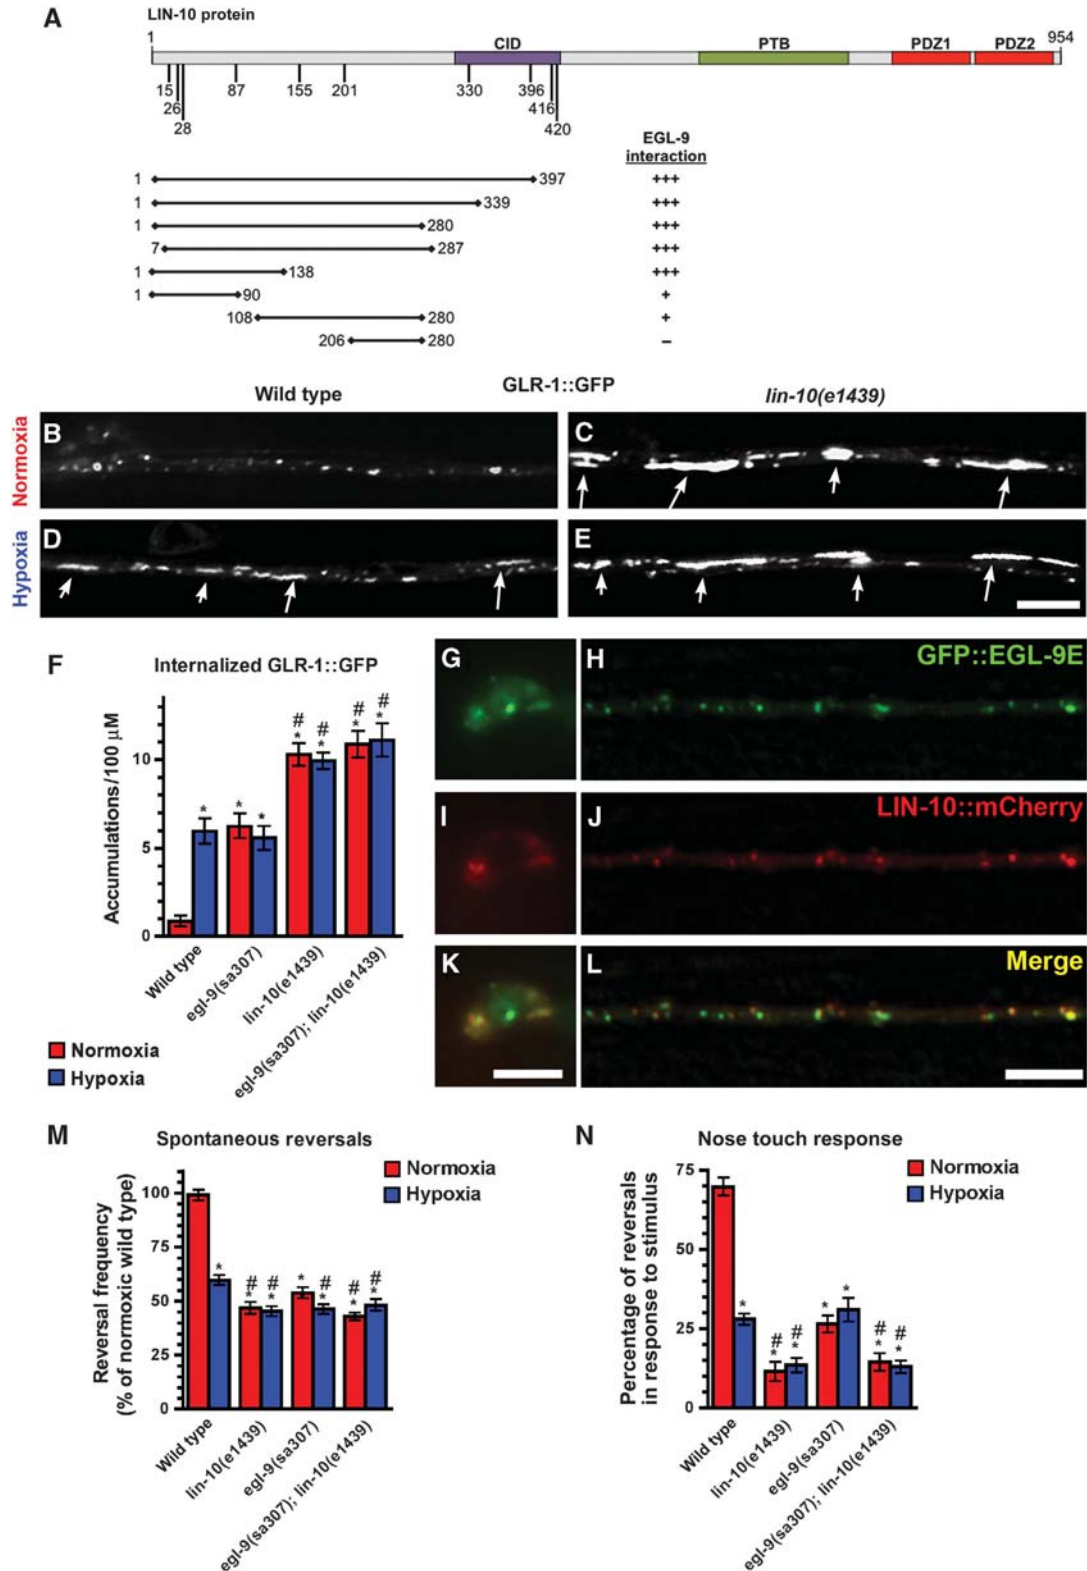 A
LIN-10 protein
1
954
CID
PTB
PDZ1
PDZ2
15
26
28
87
155
201
330
396
416
420
EGL-9
interaction
1 397 +++
1 339 +++
1 280 +++
7 287 +++
1 138 +++
1 90 +
108 280 +
206 280 –
GLR-1::GFP
Wild type
lin-10(e1439)
Normoxia
B
C
Hypoxia
D
E
F
Internalized GLR-1::GFP
Accumulations/100 µM
10
5
0
#
*
Wild type
* 
egl-9(sa307)
* *
lin-10(e1439)
# #
* *
egl-9(sa307); lin-10(e1439)
# 
*
Normoxia
Hypoxia
G
H
GFP::EGL-9E
I
J
LIN-10::mCherry
K
L
Merge
M
Spontaneous reversals
Normoxia
Hypoxia
Reversal frequency
(% of normoxic wild type)
100
75
50
25
0
*
# #
* *
* #
*
# #
* *
Wild type
lin-10(e1439)
egl-9(sa307)
egl-9(sa307); lin-10(e1439)
N
Nose touch response
Normoxia
Hypoxia
Percentage of reversals
in response to stimulus
75
50
25
0
*
# #
* *
* *
# #
* *
Wild type
lin-10(e1439)
egl-9(sa307)
egl-9(sa307); lin-10(e1439)